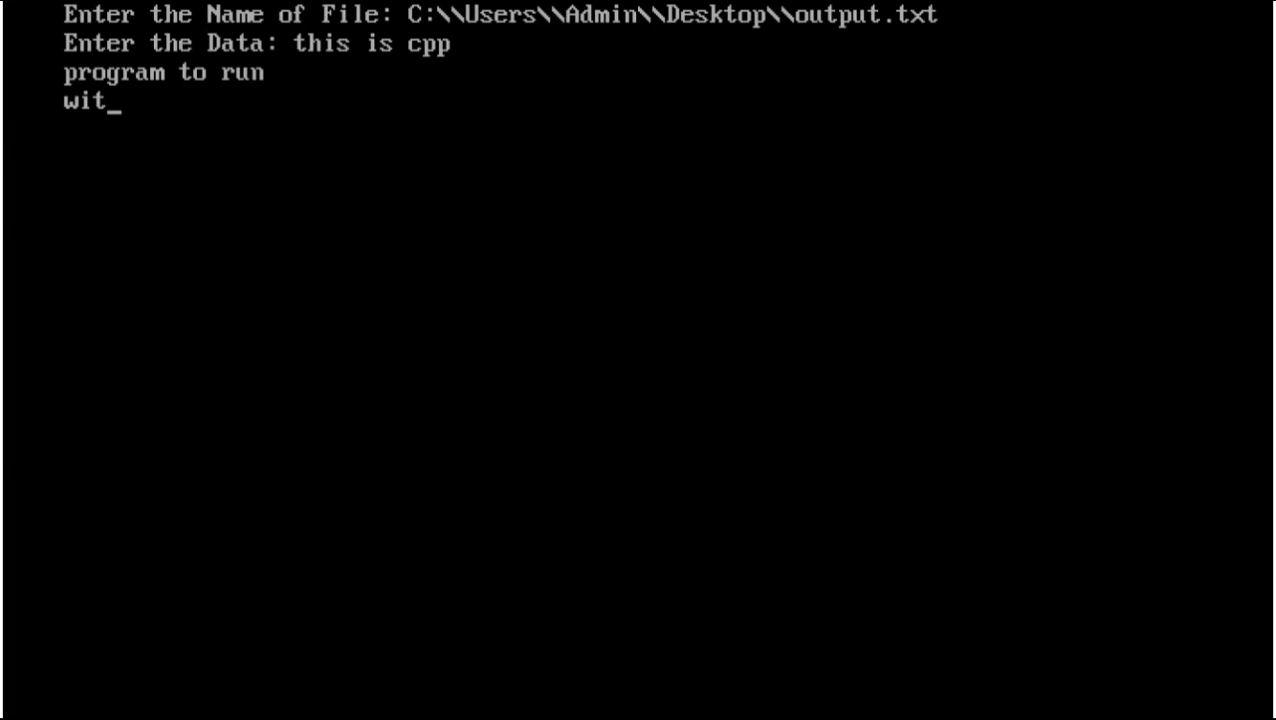 Enter the Name of File: C:\\Users\\Admin\\Desktop\\output.txt
Enter the Data: this is cpp
program to run
wit_